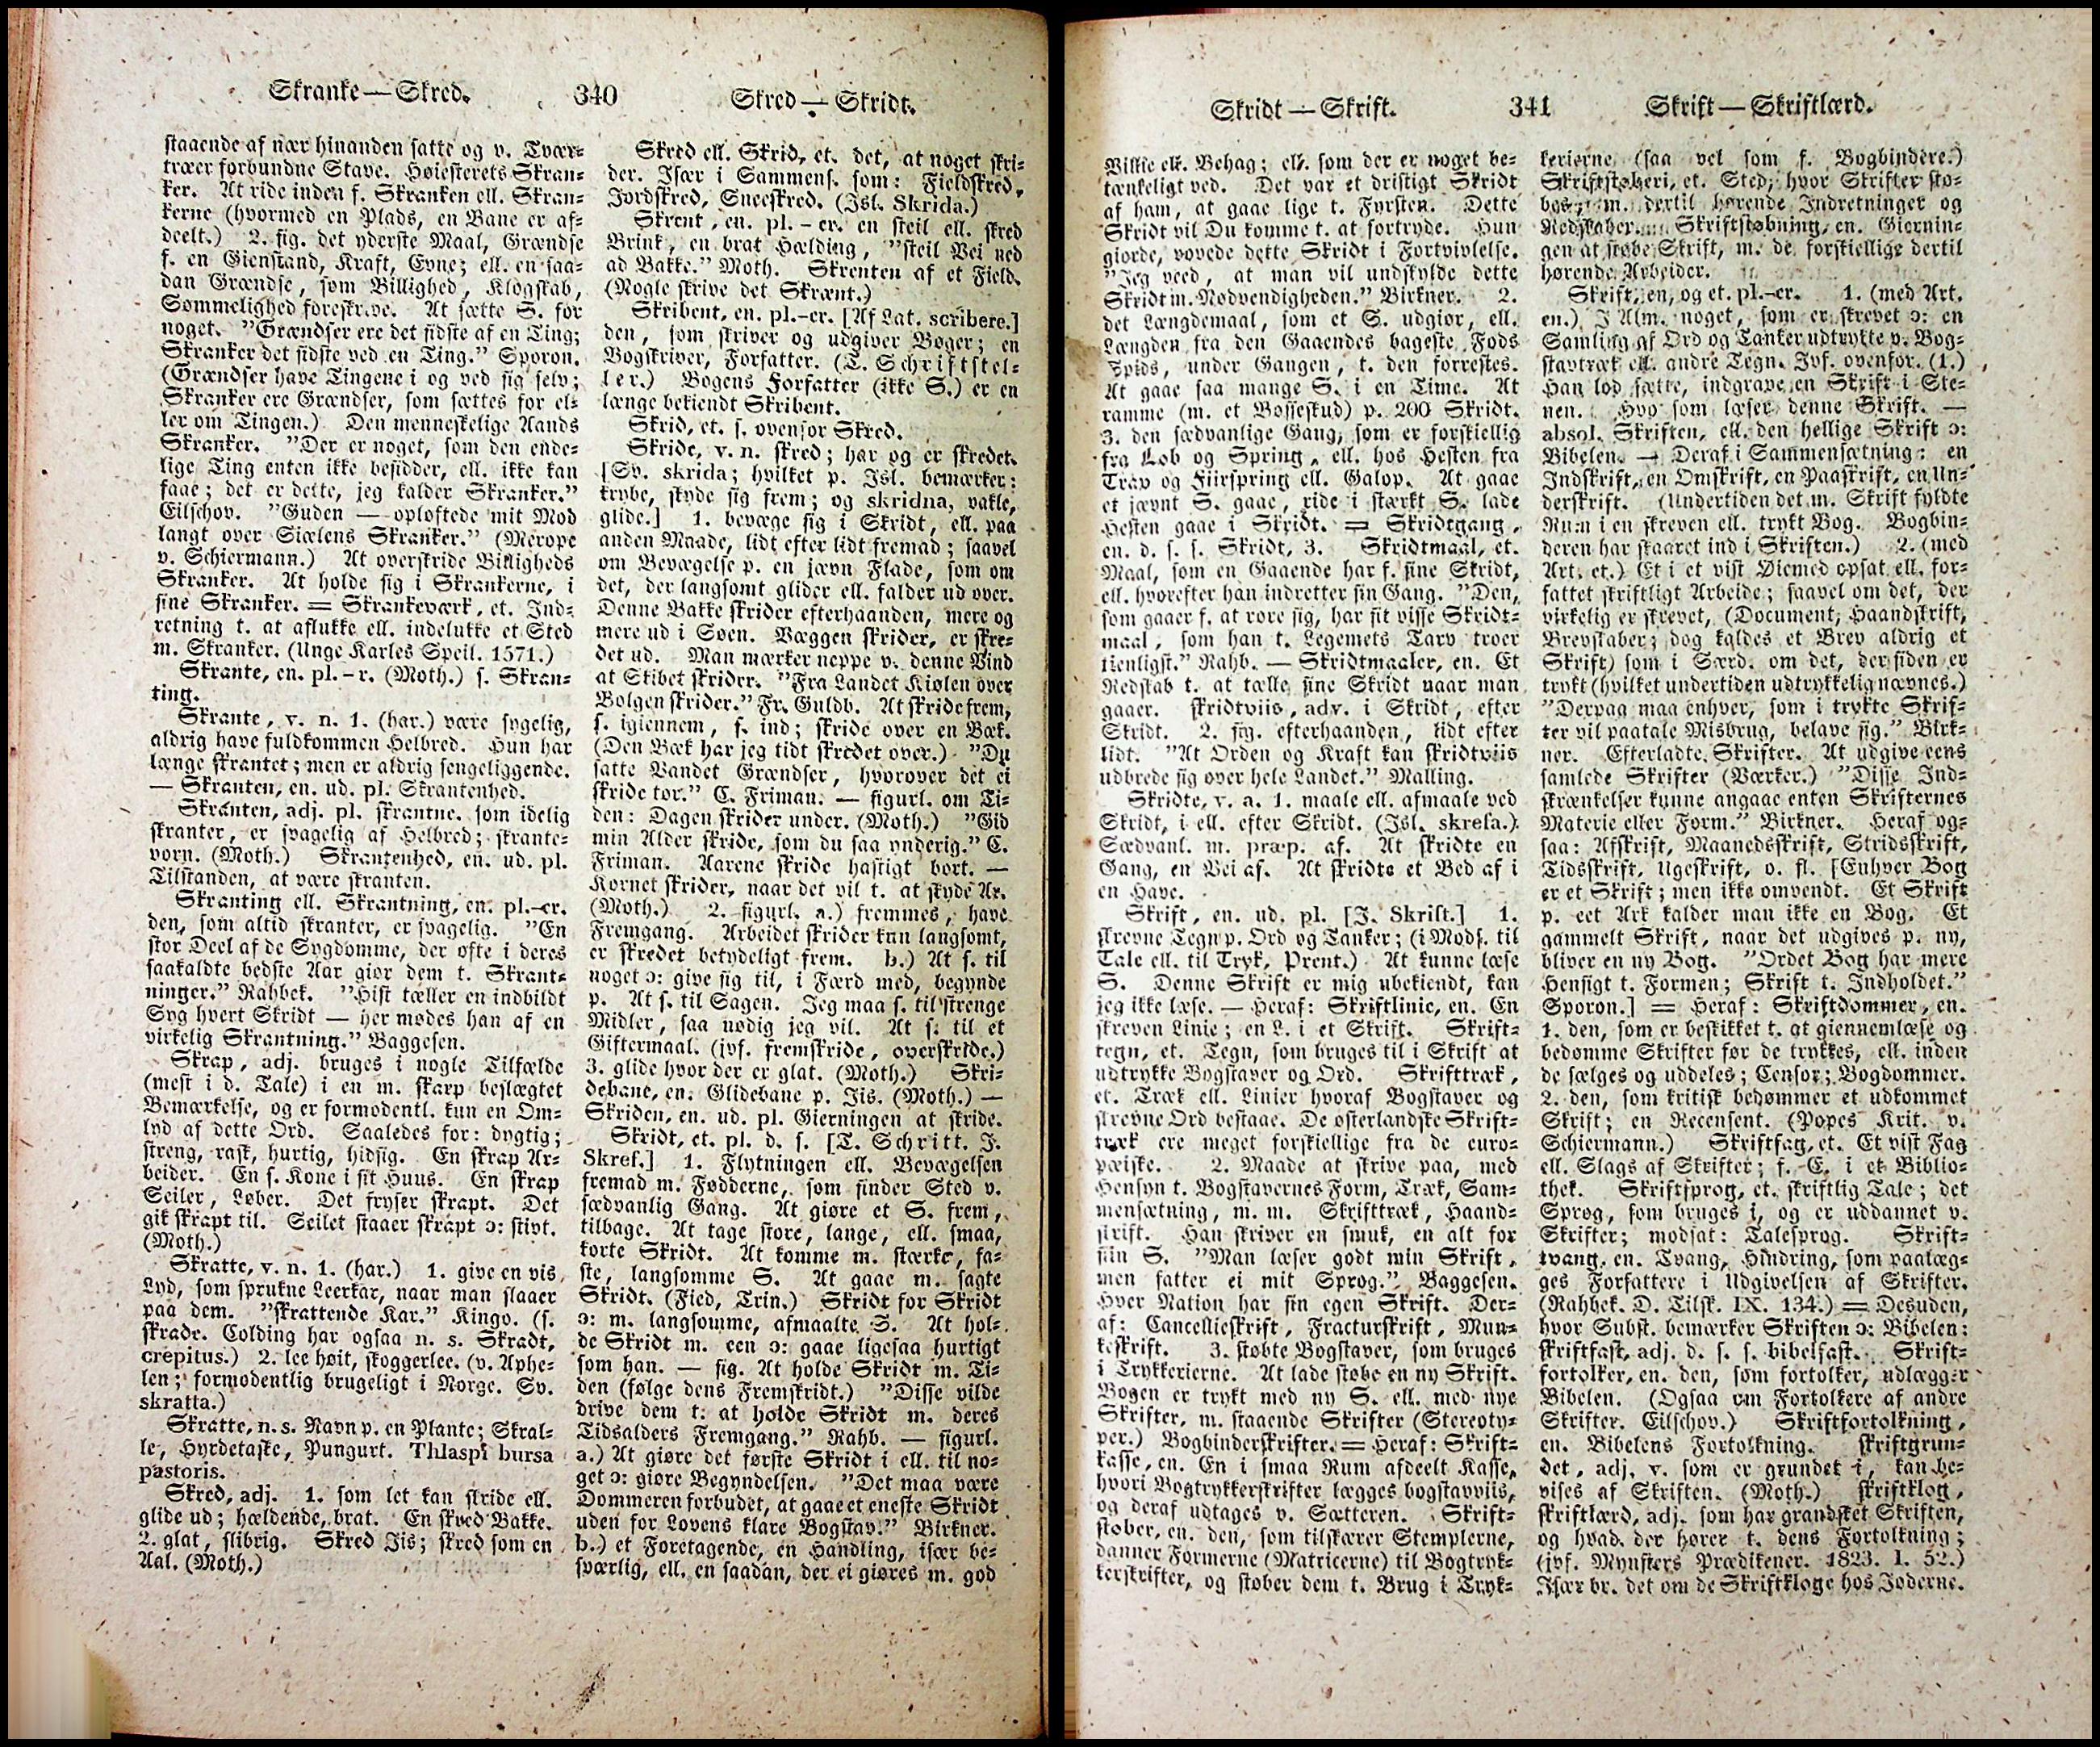 Skranke — Skred.
340
Skred — Skridt.
staaende af nær hinanden satte og v. Tvær-
træer forbundne Stave. Høiesterets Skran-
ker. At ride inden f. Skranken ell. Skran-
kerne (hvormed en Plads, en Bane er af-
deelt.) 2. fig. det yderste Maal, Grændse
f. en Gienstand, Kraft, Evne; ell. en saa-
dan Grændse, som Billighed, Klogskab,
Sømmelighed foreskrive. At sætte S. for
noget. "Grændser ere det sidste af en Ting;
Skranker det sidste ved en Ting." Sporon.
(Grændser have Tingene i og ved sig selv;
Skranker ere Grændser, som sættes for el-
ler om Tingen.) Den menneskelige Aands
Skranker. "Der er noget, som den ende-
lige Ting enten ikke besidder, ell. ikke kan
faae; det er dette, jeg kalder Skranker."
Eilschov. "Guden — opløftede mit Mod
langt over Siælens Skranker." (Merope
v. Schiermann.) At overskride Billigheds
Skranker. At holde sig i Skrankerne, i
sine Skranker. = Skrankeværk, et. Ind-
retning t. at aflukke ell. indelukke et Sted
m. Skranker. (Unge Karles Speil. 1571.)
Skrante, en. pl. - r. (Moth.) s. Skran-
ting.
Skrante, v. n. 1. (har.) være sygelig,
aldrig have fuldkommen Helbred. Hun har
længe skrantet; men er aldrig sengeliggende.
— Skranten, en. ud. pl. Skrantenhed.
Skranten, adj. pl. skrantne. som idelig
skranter, er svagelig af Helbred; skrante-
vorn. (Moth.) Skrantenhed, en. ud. pl.
Tilstanden, at være skranten.
Skranting ell. Skrantning, en. pl. -er.
den, som altid skranter, er svagelig. "En
stor Deel af de Sygdomme, der ofte i deres
saakaldte bedste Aar giør dem t. Skrant-
ninger." Rahbek. "Hist tæller en indbildt
Syg hvert Skridt — her mødes han af en
virkelig Skrantning." Baggesen.
Skrap, adj. bruges i nogle Tilfælde
(mest i d. Tale) i en m. skarp beslægtet
Bemærkelse, og er formodentl. kun en Om-
lyd af dette Ord. Saaledes for: dygtig;
streng, rask, hurtig, hidsig. En skrap Ar-
beider. En s. Kone i sit Huus. En skrap
Seiler, Løber. Det fryser skrapt. Det
gik skrapt til. Seilet staaer skrapt ɔ: stivt.
(Moth.)
Skratte, v. n. 1. (har.) 1. give en vis
Lyd, som sprukne Leerkar, naar man slaaer
paa dem. "skrattende Kar." Kingo. (s.
skrade. Colding har ogsaa n. s. Skradt,
crepitus.) 2. lee høit, skoggerlee. (v. Aphe-
len; formodentlig brugeligt i Norge. Sv.
skratta.)
Skratte, n. s. Navn p. en Plante; Skral-
le, Hyrdetaske, Pungurt. Thlaspi bursa
pastoris.
Skred, adj. 1. som let kan skride ell.
glide ud; hældende, brat. En skred Bakke.
2. glat, slibrig. Skred Iis; skred som en
Aal. (Moth.)
Skred ell. Skrid, et. det, at noget skri-
der. Især i Sammens. som: Fieldskred,
Jordskred, Sneeskred. (Isl. Skrida.)
Skrent, en. pl. - er. en steil ell. skred
Brink, en brat Hælding, "steil Vei ned
ad Bakke." Moth. Skrenten af et Field.
(Nogle skrive det Skrænt.)
Skribent, en. pl. -er. [Af Lat. scribere.]
den, som skriver og udgiver Bøger; en
Bogskriver, Forfatter. (T. Schriftstel-
ler.) Bogens Forfatter (ikke S.) er en
længe bekiendt Skribent.
Skrid, et. s. ovenfor Skred.
Skride, v. n. skred; har og er skredet.
[Sv. skrida; hvilket p. Isl. bemærker:
krybe, skyde sig frem; og skridna, vakle,
glide.] 1. bevæge sig i Skridt, ell. paa
anden Maade, lidt efter lidt fremad; saavel
om Bevægelse p. en jævn Flade, som om
det, der langsomt glider ell. falder ud over.
Denne Bakke skrider efterhaanden, mere og
mere ud i Søen. Væggen skrider, er skre-
det ud. Man mærker neppe v. denne Vind
at Skibet skrider. "Fra Landet Kiølen over
Bølgen skrider." Fr. Guldb. At skride frem,
s. igiennem, s. ind; skride over en Bæk.
(Den Bæk har jeg tidt skredet over.) "Du
satte Vandet Grændser, hvorover det ei
skride tør." C. Friman. — figurl. om Ti-
den: Dagen skrider under. (Moth.) "Gid
min Alder skride, som du saa ynderig." C.
Friman. Aarene skride hastigt bort. —
Kornet skrider, naar det vil t. at skyde Ax.
(Moth.) 2. figurl. a.) fremmes, have
Fremgang. Arbeidet skrider kun langsomt,
er skredet betydeligt frem. b.) At s. til
noget ɔ: give sig til, i Færd med, begynde
p. At s. til Sagen. Jeg maa s. til strenge
Midler, saa nødig jeg vil. At s. til et
Giftermaal. (jvf. fremskride, overskride.)
3. glide hvor der er glat. (Moth.) Skri-
debane, en. Glidebane p. Iis. (Moth.) —
Skriden, en. ud. pl. Gierningen at skride.
Skridt, et. pl. d. s. [T. Schritt. I.
Skref.] 1. Flytningen ell. Bevægelsen
fremad m. Fødderne, som finder Sted v.
sædvanlig Gang. At giøre et S. frem,
tilbage. At tage store, lange, ell. smaa,
korte Skridt. At komme m. stærke, fa-
ste, langsomme S. At gaae m. sagte
Skridt. (Fied, Trin.) Skridt for Skridt
ɔ: m. langsomme, afmaalte S. At hol-
de Skridt m. een ɔ: gaae ligesaa hurtigt
som han. — fig. At holde Skridt m. Ti-
den (følge dens Fremskridt.) "Disse vilde
drive dem t. at holde Skridt m. deres
Tidsalders Fremgang." Rahb. — figurl.
a.) At giøre det første Skridt i ell. til no-
get ɔ: giøre Begyndelsen. "Det maa være
Dommeren forbudet, at gaae et eneste Skridt
uden for Lovens klare Bogstav." Birkner.
b.) et Foretagende, en Handling, især be-
sværlig, ell. en saadan, der ei giøres m. god
Skridt — Skrift.
341
Skrift — Skriftlærd.
Villie ell. Behag; ell. som der er noget be-
tænkeligt ved. Det var et dristigt Skridt
af ham, at gaae lige t. Fyrsten. Dette
Skridt vil Du komme t. at fortryde. Hun
giorde, vovede dette Skridt i Fortvivlelse.
"Jeg veed, at man vil undskylde dette
Skridt m. Nødvendigheden." Birkner. 2.
det Længdemaal, som et S. udgiør, ell.
Længden fra den Gaaendes bageste Fods
Spids, under Gangen, t. den forrestes.
At gaae saa mange S. i en Time. At
ramme (m. et Bøsseskud) p. 200 Skridt.
3. den sædvanlige Gang, som er forskiellig
fra Løb og Spring, ell. hos Hesten fra
Trav og Fiirspring ell. Galop. At gaae
et jævnt S. gaae, ride i stærkt S. lade
Hesten gaae i Skridt. = Skridtgang,
en. d. s. s. Skridt, 3. Skridtmaal, et.
Maal, som en Gaaende har f. sine Skridt,
ell. hvorefter han indretter sin Gang. "Den,
som gaaer f. at røre sig, har sit visse Skridt-
maal, som han t. Legemets Tarv troer
tienligst." Rahb. — Skridtmaaler, en. Et
Redskab t. at tælle sine Skridt naar man
gaaer. skridtviis, adv. i Skridt, efter
Skridt. 2. fig. efterhaanden, lidt efter
lidt. "At Orden og Kraft kan skridtviis
udbrede sig over hele Landet." Malling.
Skridte, v. a. 1. maale ell. afmaale ved
Skridt, i ell. efter Skridt. (Isl. skrefa.)
Sædvanl. m. præp. af. At skridte en
Gang, en Vei af. At skridte et Bed af i
en Have.
Skrift, en. ud. pl. [I. Skrift.] 1.
skrevne Tegn p. Ord og Tanker; (i Mods. til
Tale ell. til Tryk, Prent.) At kunne læse
S. Denne Skrift er mig ubekiendt, kan
jeg ikke læse. — Heraf: Skriftlinie, en. En
skreven Linie; en L. i et Skrift. Skrift-
tegn, et. Tegn, som bruges til i Skrift at
udtrykke Bogstaver og Ord. Skrifttræk,
et. Træk ell. Linier hvoraf Bogstaver og
skrevne Ord bestaae. De østerlandske Skrift-
træk ere meget forskiellige fra de euro-
pæiske. 2. Maade at skrive paa, med
Hensyn t. Bogstavernes Form, Træk, Sam-
mensætning, m. m. Skrifttræk, Haand-
skrift. Han skriver en smuk, en alt for
fiin S. "Man læser godt min Skrift,
men fatter ei mit Sprog." Baggesen.
Hver Nation har sin egen Skrift. Der-
af: Cancellieskrift, Fracturskrift, Mun-
keskrift. 3. støbte Bogstaver, som bruges
i Trykkerierne. At lade støbe en ny Skrift.
Bogen er trykt med ny S. ell. med nye
Skrifter, m. staaende Skrifter (Stereoty-
per.) Bogbinderskrifter. = Heraf: Skrift-
kasse, en. En i smaa Rum afdeelt Kasse,
hvori Bogtrykkerskrifter lægges bogstavviis,
og deraf udtages v. Sætteren. Skrift-
støber, en. den, som tilskærer Stemplerne,
danner Formerne (Matricerne) til Bogtryk-
kerskrifter, og støber dem t. Brug i Tryk-
kerierne (saa vel som f. Bogbindere.)
Skriftstøberi, et. Sted, hvor Skrifter stø-
bes, m. dertil hørende Indretninger og
Redskaber. Skriftstøbning, en. Giernin-
gen at støbe Skrift, m. de forskiellige dertil
hørende Arbeider.
Skrift, en, og et. pl. -er. 1. (med Art.
en.) I Alm. noget, som er skrevet ɔ: en
Samling af Ord og Tanker udtrykte v. Bog-
stavtræk ell. andre Tegn. Jvf. ovenfor. (1.)
Han lod sætte, indgrave en Skrift i Ste-
nen. Hvo som læser denne Skrift. —
absol. Skriften, ell. den hellige Skrift ɔ:
Bibelen. — Deraf i Sammensætning: en
Indskrift, en Omskrift, en Paaskrift, en Un-
derskrift. (Undertiden det m. Skrift fyldte
Rum i en skreven ell. trykt Bog. Bogbin-
deren har skaaret ind i Skriften.) 2. (med
Art. et.) Et i et vist Øiemed opsat ell. for-
fattet skriftligt Arbeide; saavel om det, der
virkelig er skrevet, (Document, Haandskrift,
Brevskaber; dog kaldes et Brev aldrig et
Skrift) som i Særd. om det, der siden er
trykt (hvilket undertiden udtrykkelig nævnes.)
"Derpaa maa enhver, som i trykte Skrif-
ter vil paatale Misbrug, belave sig." Birk-
ner. Efterladte Skrifter. At udgive eens
samlede Skrifter (Værker.) "Disse Ind-
skrænkelser kunne angaae enten Skrifternes
Materie eller Form." Birkner. Heraf og-
saa: Afskrift, Maanedsskrift, Stridsskrift,
Tidsskrift, Ugeskrift, o. fl. [Enhver Bog
er et Skrift; men ikke omvendt. Et Skrift
p. eet Ark kalder man ikke en Bog. Et
gammelt Skrift, naar det udgives p. ny,
bliver en ny Bog. "Ordet Bog har mere
Hensigt t. Formen; Skrift t. Indholdet."
Sporon.] = Heraf: Skriftdommer, en.
1. den, som er beskikket t. at giennemlæse og
bedømme Skrifter før de trykkes, ell. inden
de sælges og uddeles; Censor; Bogdommer.
2. den, som kritisk bedømmer et udkommet
Skrift; en Recensent. (Popes Krit. v.
Schiermann.) Skriftfag, et. Et vist Fag
ell. Slags af Skrifter; f. E. i et Biblio-
thek. Skriftsprog, et. skriftlig Tale; det
Sprog, som bruges i, og er uddannet v.
Skrifter; modsat: Talesprog. Skrift-
tvang, en. Tvang, Hindring, som paalæg-
ges Forfattere i Udgivelsen af Skrifter.
(Rahbek. D. Tilsk. IX. 134.) = Desuden,
hvor Subst. bemærker Skriften ɔ: Bibelen:
skriftfast, adj. d. s. s. bibelfast. Skrift-
fortolker, en. den, som fortolker, udlægger
Bibelen. (Ogsaa om Fortolkere af andre
Skrifter. Eilschov.) Skriftfortolkning,
en. Bibelens Fortolkning. skriftgrun-
det, adj. v. som er grundet i, kan be-
vises af Skriften. (Moth.) skriftklog,
skriftlærd, adj. som har grandsket Skriften,
og hvad der hører t. dens Fortolkning;
(jvf. Mynsters Prædikener. 1823. I. 52.)
Især br. det om de Skriftkloge hos Jøderne.